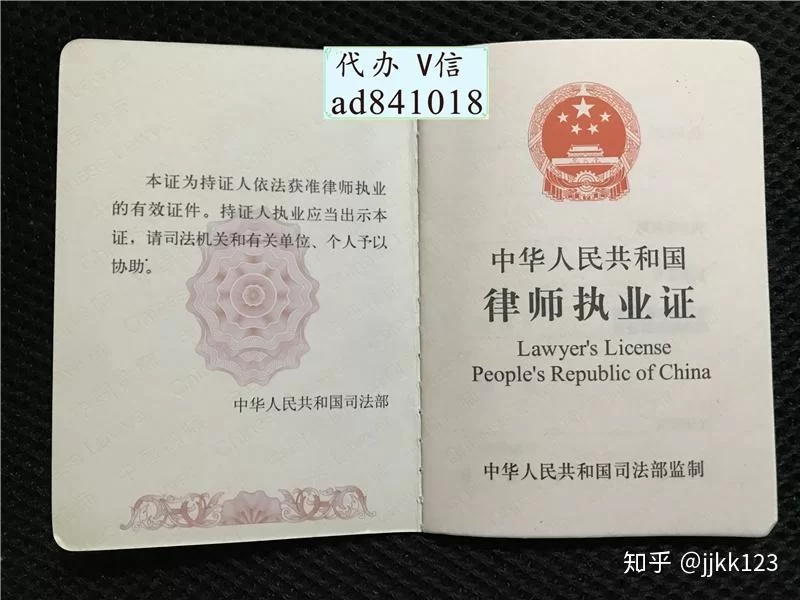 代办 V信
ad841018
本证为持证人依法获准律师执业
的有效证件。持证人执业应当出示本
证，请司法机关和有关单位、个人予以
协助。
中华人民共和国司法部
中华人民共和国
律师执业证
Lawyer's License
People's Republic of China
中华人民共和国司法部监制
知乎 @jjkk123